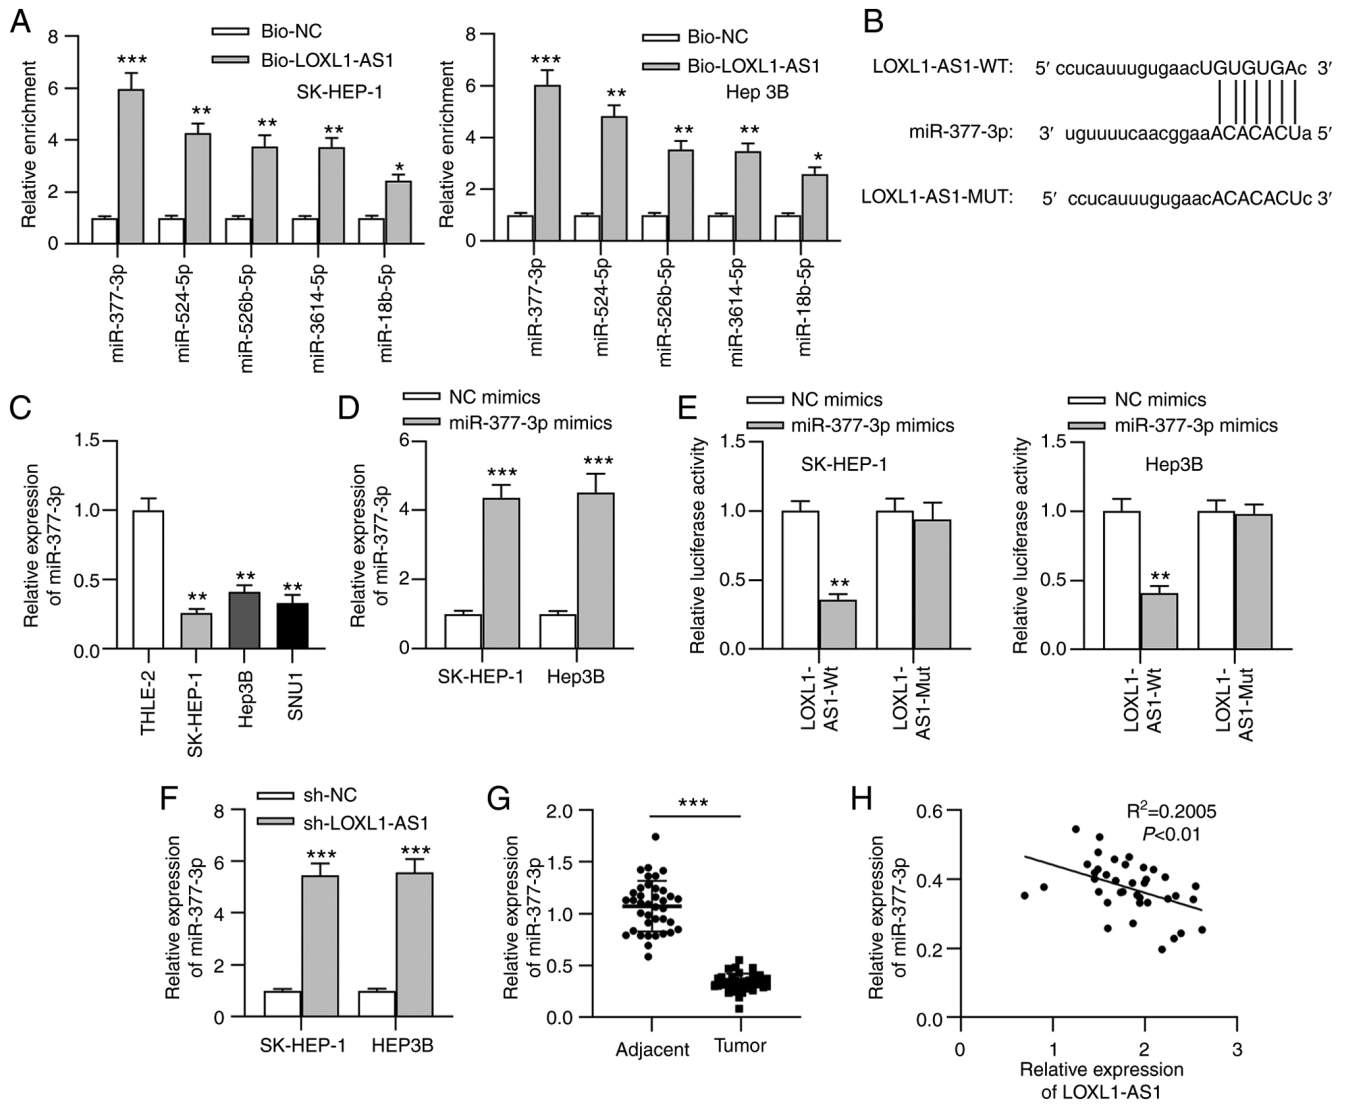 A
Bio-NC
Bio-LOXL1-AS1
SK-HEP-1
Relative enrichment
8
6
4
2
0
***
**
**
**
*
miR-377-3p
miR-524-5p
miR-526b-5p
miR-3614-5p
miR-18b-5p
Bio-NC
Bio-LOXL1-AS1
Hep 3B
Relative enrichment
8
6
4
2
0
***
**
**
**
*
miR-377-3p
miR-524-5p
miR-526b-5p
miR-3614-5p
miR-18b-5p
B
LOXL1-AS1-WT: 5′ ccucauuugugaacUGUGUGAc 3′
miR-377-3p: 3′ uguuuucaacggaaACACACUa 5′
LOXL1-AS1-MUT: 5′ ccucauuugugaacACACACUc 3′
C
Relative expression
of miR-377-3p
1.5
1.0
0.5
0.0
**
**
**
THLE-2
SK-HEP-1
Hep3B
SNU1
D
NC mimics
miR-377-3p mimics
Relative expression
of miR-377-3p
6
4
2
0
***
***
SK-HEP-1
Hep3B
E
NC mimics
miR-377-3p mimics
SK-HEP-1
Relative luciferase activity
1.5
1.0
0.5
0.0
**
LOXL1-
AS1-Wt
LOXL1-
AS1-Mut
NC mimics
miR-377-3p mimics
Hep3B
Relative luciferase activity
1.5
1.0
0.5
0.0
**
LOXL1-
AS1-Wt
LOXL1-
AS1-Mut
F
sh-NC
sh-LOXL1-AS1
Relative expression
of miR-377-3p
8
6
4
2
0
***
***
SK-HEP-1
HEP3B
G
Relative expression
of miR-377-3p
2.0
1.5
1.0
0.5
0.0
***
Adjacent
Tumor
H
Relative expression
of miR-377-3p
0.6
0.4
0.2
0.0
R²=0.2005
P<0.01
0
1
2
3
Relative expression
of LOXL1-AS1